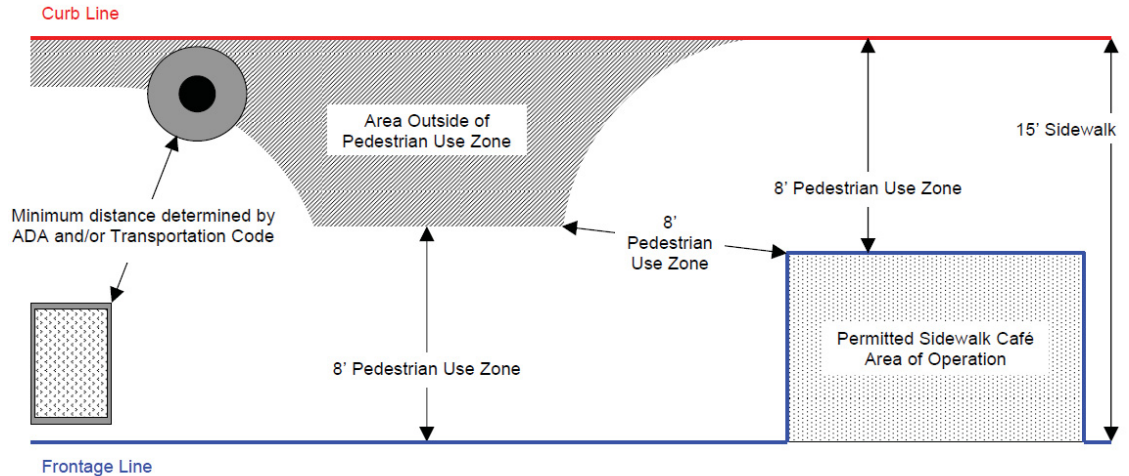 Curb Line
Area Outside of
Pedestrian Use Zone
15’ Sidewalk
8’ Pedestrian Use Zone
Minimum distance determined by
ADA and/or Transportation Code
8’
Pedestrian
Use Zone
Permitted Sidewalk Café
Area of Operation
8’ Pedestrian Use Zone
Frontage Line